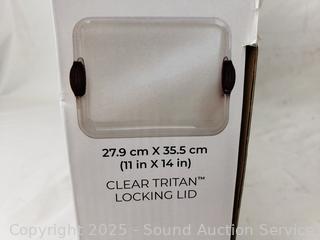 27.9 cm X 35.5 cm
(11 in X 14 in)
CLEAR TRITAN™
LOCKING LID
Copyright 2025 - Sound Auction Service